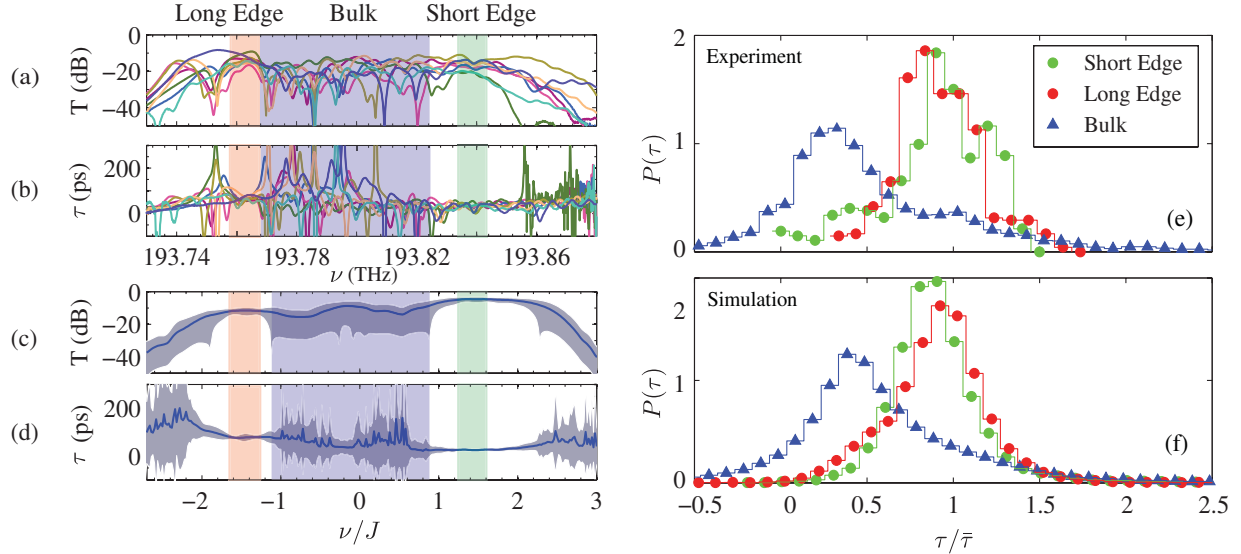 Long Edge Bulk Short Edge
(a)
T (dB)
0
−20
−40
(b)
τ (ps)
200
0
193.74 193.78 193.82 193.86
ν (THz)
(c)
T (dB)
0
−20
−40
(d)
τ (ps)
200
0
−2 −1 0 1 2 3
ν/J
Experiment
Short Edge
Long Edge
Bulk
P(τ)
2
1
0
(e)
Simulation
P(τ)
2
1
0
(f)
−0.5 0 0.5 1 1.5 2 2.5
τ/τ̄